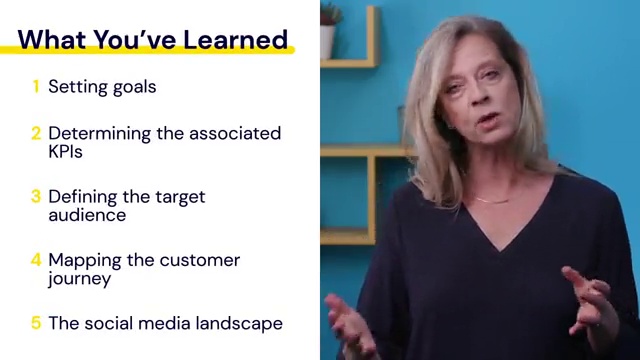 What You’ve Learned
1 Setting goals
2 Determining the associated
KPIs
3 Defining the target
audience
4 Mapping the customer
journey
5 The social media landscape